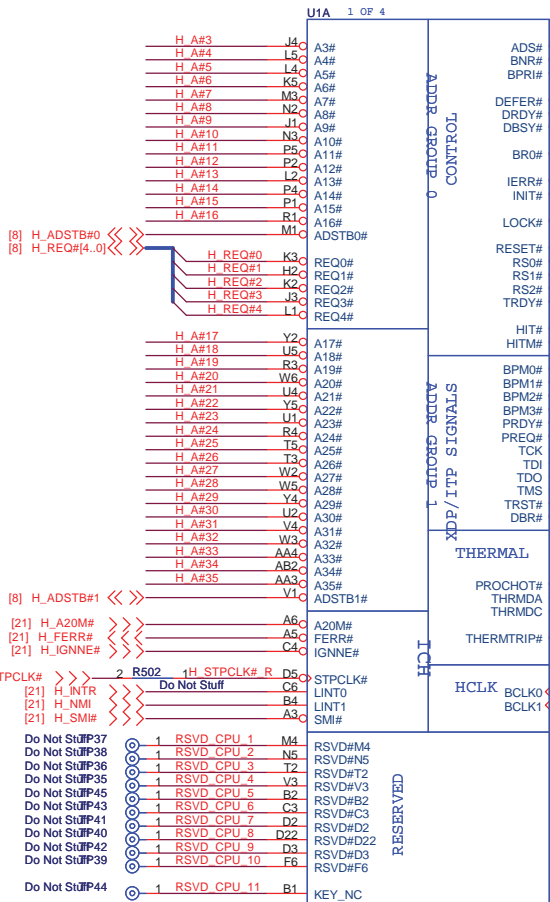 U1A 1 OF 4
H_A#3 J4 A3# ADS#
H_A#4 L5 A4# BNR#
H_A#5 L4 A5# BPRI#
H_A#6 K5 A6#
H_A#7 M3 A7# DEFER#
H_A#8 N2 A8# DRDY#
H_A#9 J1 A9# DBSY#
H_A#10 N3 A10#
H_A#11 P5 A11# BR0#
H_A#12 P2 A12#
H_A#13 L2 A13# IERR#
H_A#14 P4 A14# INIT#
H_A#15 P1 A15#
H_A#16 R1 A16# LOCK#
[8] H_ADSTB#0 M1 ADSTB0#
[8] H_REQ#[4..0] RESET#
H_REQ#0 K3 REQ0# RS0#
H_REQ#1 H2 REQ1# RS1#
H_REQ#2 K2 REQ2# RS2#
H_REQ#3 J3 REQ3# TRDY#
H_REQ#4 L1 REQ4#
ADDR GROUP 0
CONTROL
HIT#
H_A#17 Y2 A17# HITM#
H_A#18 U5 A18#
H_A#19 R3 A19# BPM0#
H_A#20 W6 A20# BPM1#
H_A#21 U4 A21# BPM2#
H_A#22 Y5 A22# BPM3#
H_A#23 U1 A23# PRDY#
H_A#24 R4 A24# PREQ#
H_A#25 T5 A25# TCK
H_A#26 T3 A26# TDI
H_A#27 W2 A27# TDO
H_A#28 W5 A28# TMS
H_A#29 Y4 A29# TRST#
H_A#30 U2 A30# DBR#
H_A#31 V4 A31#
H_A#32 W3 A32#
H_A#33 AA4 A33#
H_A#34 AB2 A34#
H_A#35 AA3 A35#
[8] H_ADSTB#1 V1 ADSTB1#
ADDR GROUP 1
XDP/ITP SIGNALS
THERMAL
PROCHOT#
THRMDA
THRMDC
[21] H_A20M# A6 A20M#
[21] H_FERR# A5 FERR# THERMTRIP#
[21] H_IGNNE# C4 IGNNE#
ICH
TPCLK# 2 R502 1 H_STPCLK#_R D5 STPCLK#
Do Not Stuff
HCLK
[21] H_INTR C6 LINT0 BCLK0
[21] H_NMI B4 LINT1 BCLK1
[21] H_SMI# A3 SMI#
Do Not Stuff TP37 1 RSVD_CPU_1 M4 RSVD#M4
Do Not Stuff TP38 1 RSVD_CPU_2 N5 RSVD#N5
Do Not Stuff TP36 1 RSVD_CPU_3 T2 RSVD#T2
Do Not Stuff TP35 1 RSVD_CPU_4 V3 RSVD#V3
Do Not Stuff TP45 1 RSVD_CPU_5 B2 RSVD#B2
Do Not Stuff TP43 1 RSVD_CPU_6 C3 RSVD#C3
Do Not Stuff TP41 1 RSVD_CPU_7 D2 RSVD#D2
Do Not Stuff TP40 1 RSVD_CPU_8 D22 RSVD#D22
Do Not Stuff TP42 1 RSVD_CPU_9 D3 RSVD#D3
Do Not Stuff TP39 1 RSVD_CPU_10 F6 RSVD#F6
RESERVED
Do Not Stuff TP44 1 RSVD_CPU_11 B1 KEY_NC